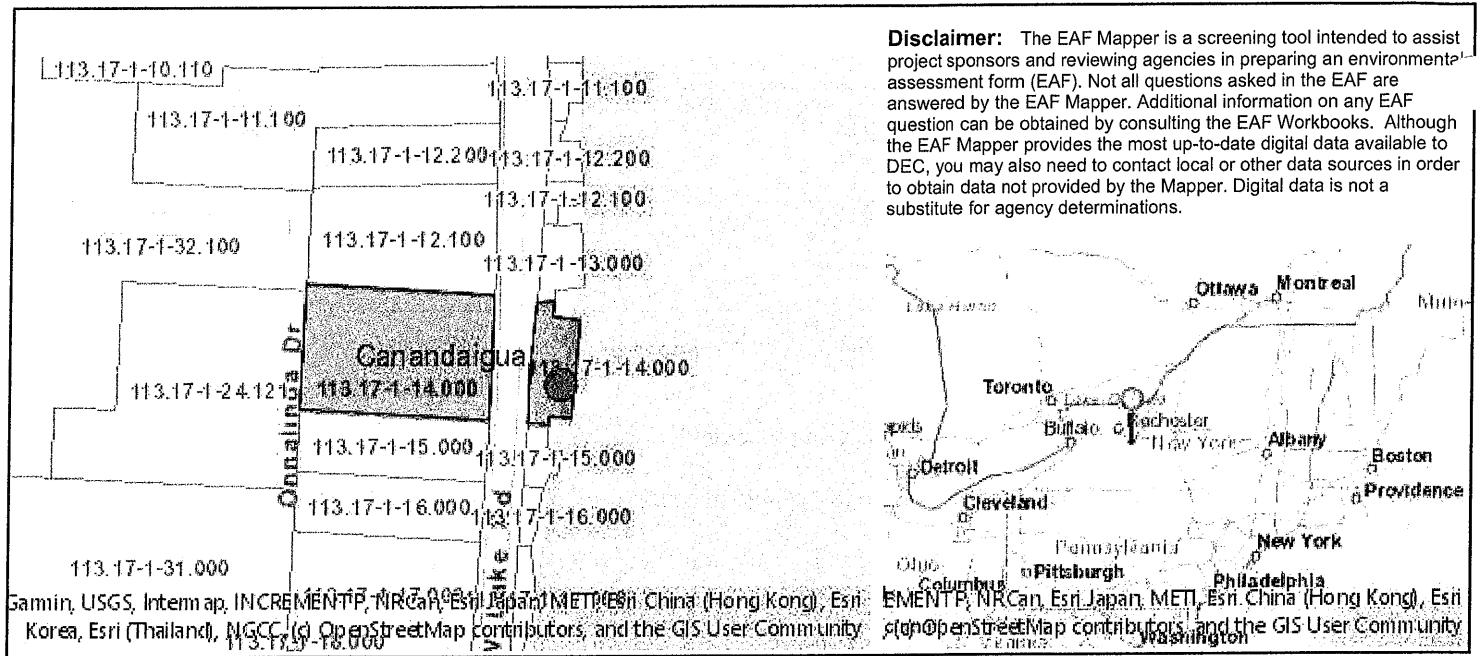 Disclaimer: The EAF Mapper is a screening tool intended to assist
project sponsors and reviewing agencies in preparing an environmental
assessment form (EAF). Not all questions asked in the EAF are
answered by the EAF Mapper. Additional information on any EAF
question can be obtained by consulting the EAF Workbooks. Although
the EAF Mapper provides the most up-to-date digital data available to
DEC, you may also need to contact local or other data sources in order
to obtain data not provided by the Mapper. Digital data is not a
substitute for agency determinations.
113.17-1-10.110
113.17-1-11.100
113.17-1-11.100
113.17-1-12.200
113.17-1-12.200
113.17-1-12.100
113.17-1-32.100
113.17-1-12.100
113.17-1-13.000
Canandaigua
113.17-1-14.000
113.17-1-24.121
113.17-1-14.000
Onnalinda Dr
113.17-1-15.000
113.17-1-15.000
113.17-1-16.000
113.17-1-16.000
113.17-1-31.000
Garmin, USGS, Intermap, INCREMENT P, NRCan, Esri Japan, METI, Esri China (Hong Kong), Esri
Korea, Esri (Thailand), NGCC, (c) OpenStreetMap contributors, and the GIS User Community
Ottawa
Montreal
Toronto
Buffalo
New York
Albany
Boston
Providence
Detroit
Cleveland
New York
Pennsylvania
Pittsburgh
Columbus
Philadelphia
EMENT P, NRCan, Esri Japan, METI, Esri China (Hong Kong), Esri
OpenStreetMap contributors, and the GIS User Community
Washington